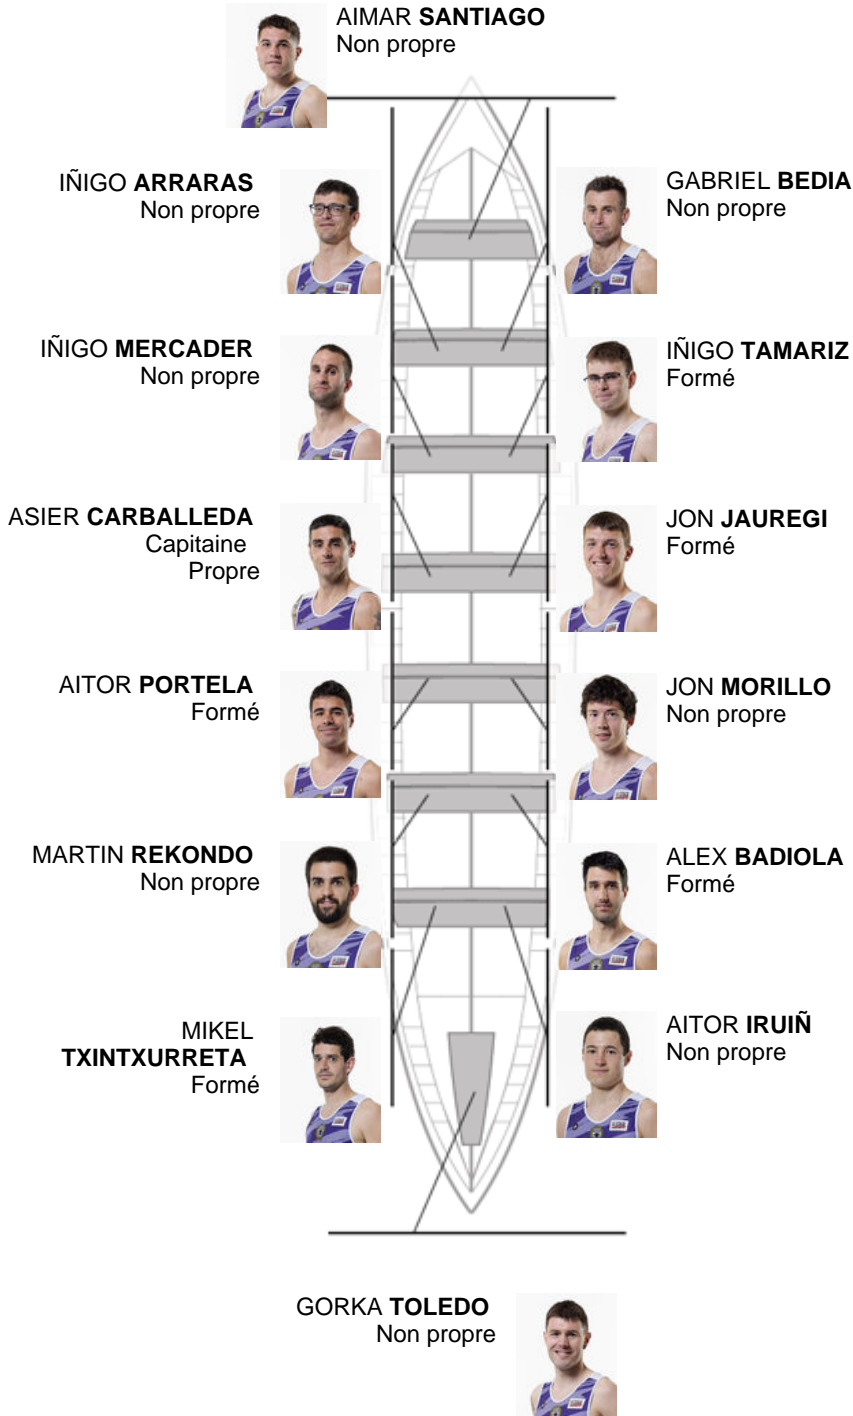 AIMAR SANTIAGO
Non propre
IÑIGO ARRARAS
Non propre
GABRIEL BEDIA
Non propre
IÑIGO MERCADER
Non propre
IÑIGO TAMARIZ
Formé
ASIER CARBALLEDA
Capitaine
Propre
JON JAUREGI
Formé
AITOR PORTELA
Formé
JON MORILLO
Non propre
MARTIN REKONDO
Non propre
ALEX BADIOLA
Formé
MIKEL
TXINTXURRETA
Formé
AITOR IRUIÑ
Non propre
GORKA TOLEDO
Non propre